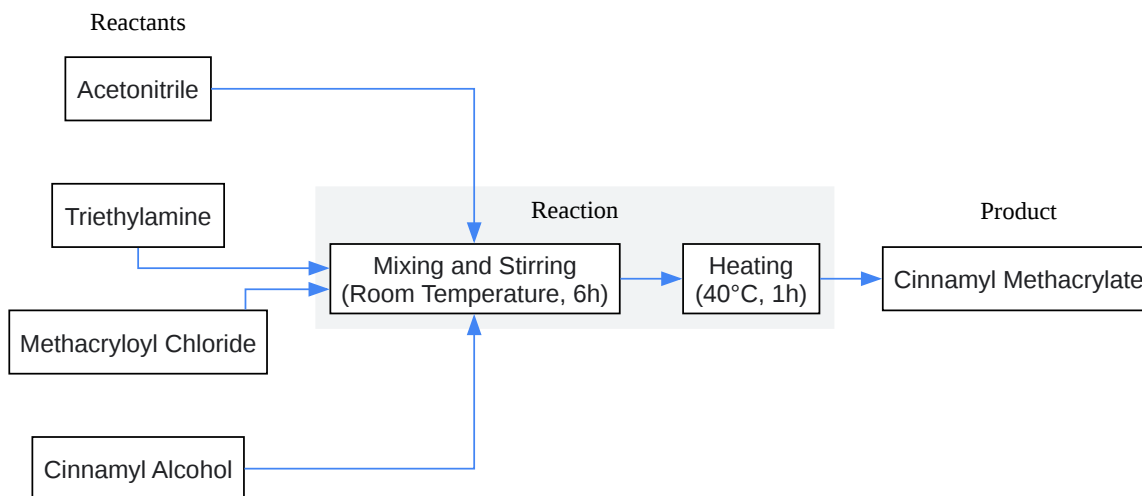 Reactants
Acetonitrile
Triethylamine
Reaction
Product
Mixing and Stirring
(Room Temperature, 6h)
Heating
(40°C, 1h)
Cinnamyl Methacrylate
Methacryloyl Chloride
Cinnamyl Alcohol